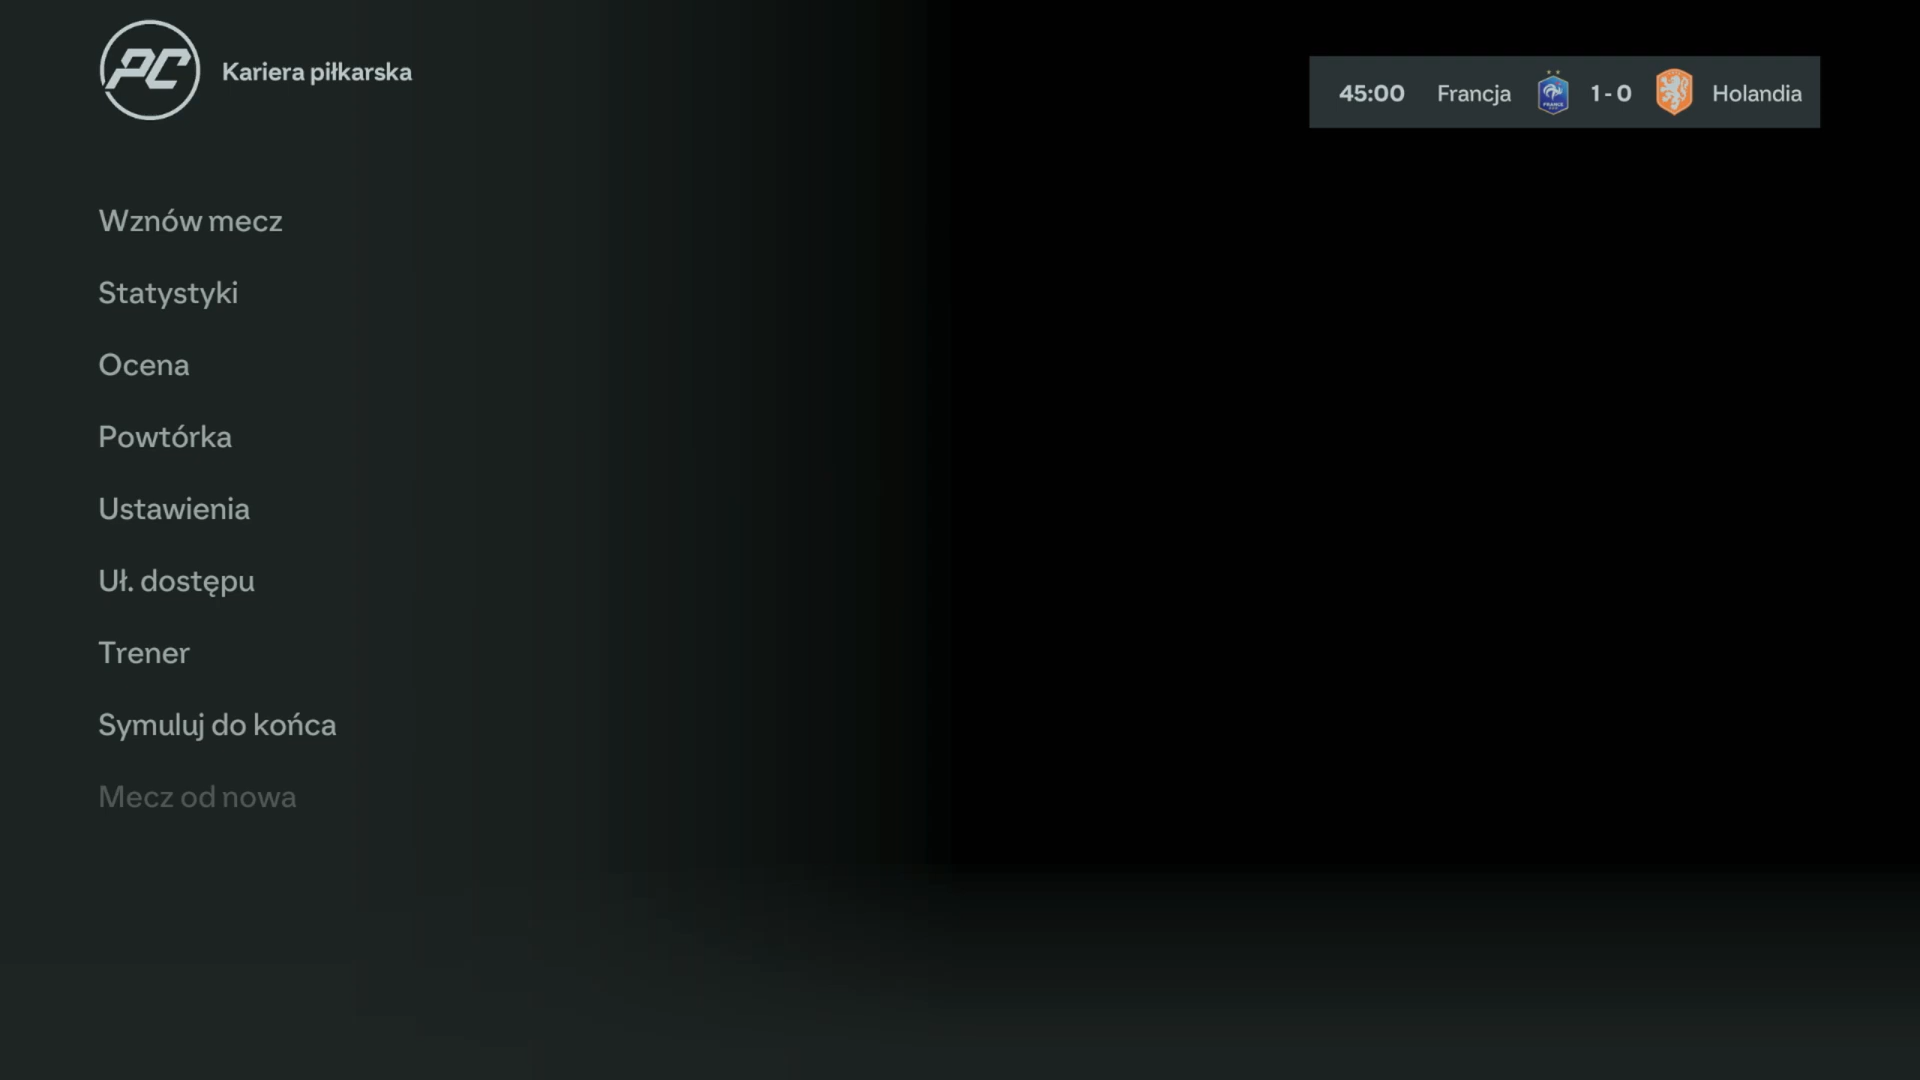 PC Kariera piłkarska
45:00 Francja FRANCE 1 - 0 Holandia
Wznów mecz
Statystyki
Ocena
Powtórka
Ustawienia
Uł. dostępu
Trener
Symuluj do końca
Mecz od nowa